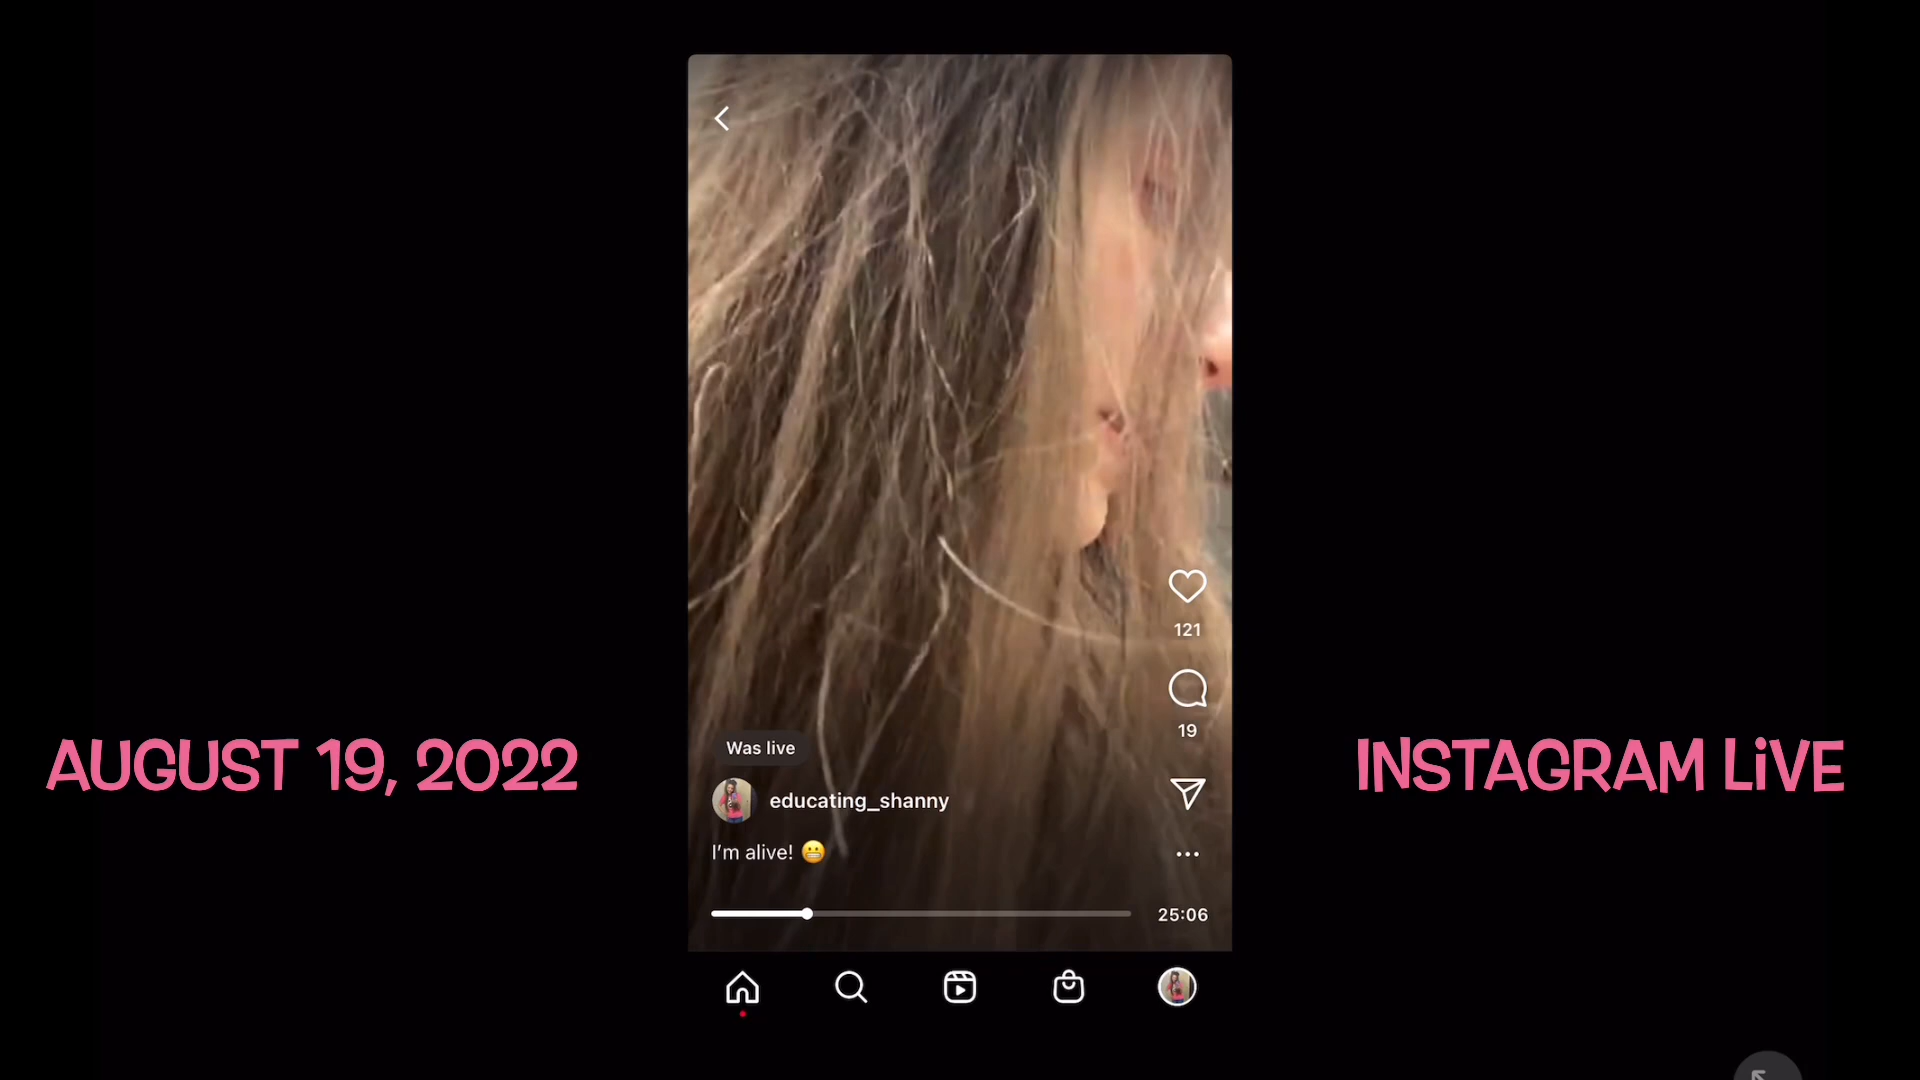 121
19
Was live
AUGUST 19, 2022
INSTAGRAM LiVE
educating_shanny
I'm alive! 😬
25:06